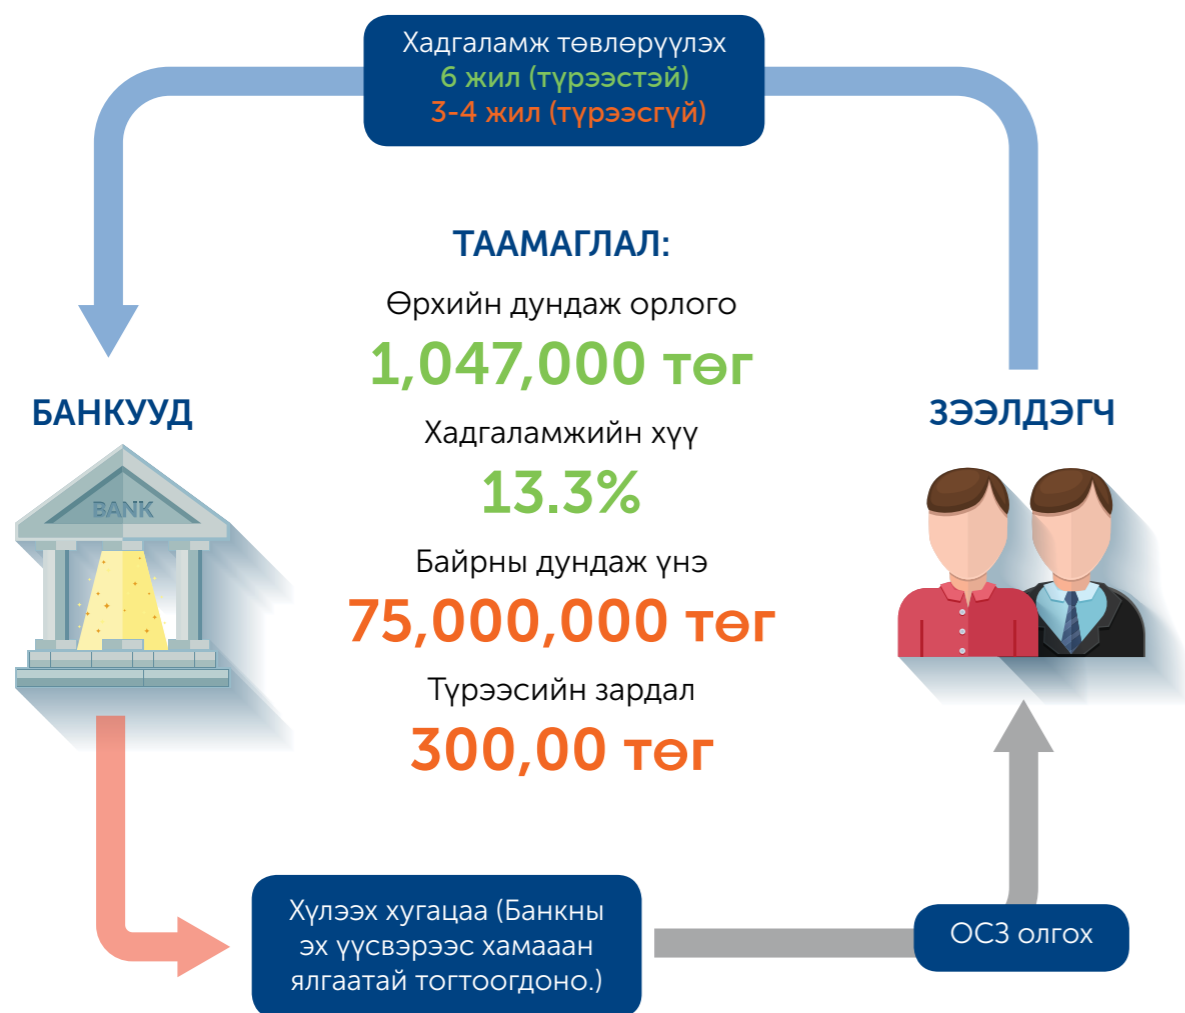 Хадгаламж төвлөрүүлэх
6 жил (түрээстэй)
3-4 жил (түрээсгүй)
ТААМАГЛАЛ:
Өрхийн дундаж орлого
1,047,000 төг
Хадгаламжийн хүү
13.3%
Байрны дундаж үнэ
75,000,000 төг
Түрээсийн зардал
300,00 төг
БАНКУУД
BANK
ЗЭЭЛДЭГЧ
Хүлээх хугацаа (Банкны
эх үүсвэрээс хамааан
ялгаатай тогтоогдоно.)
ОСЗ олгох